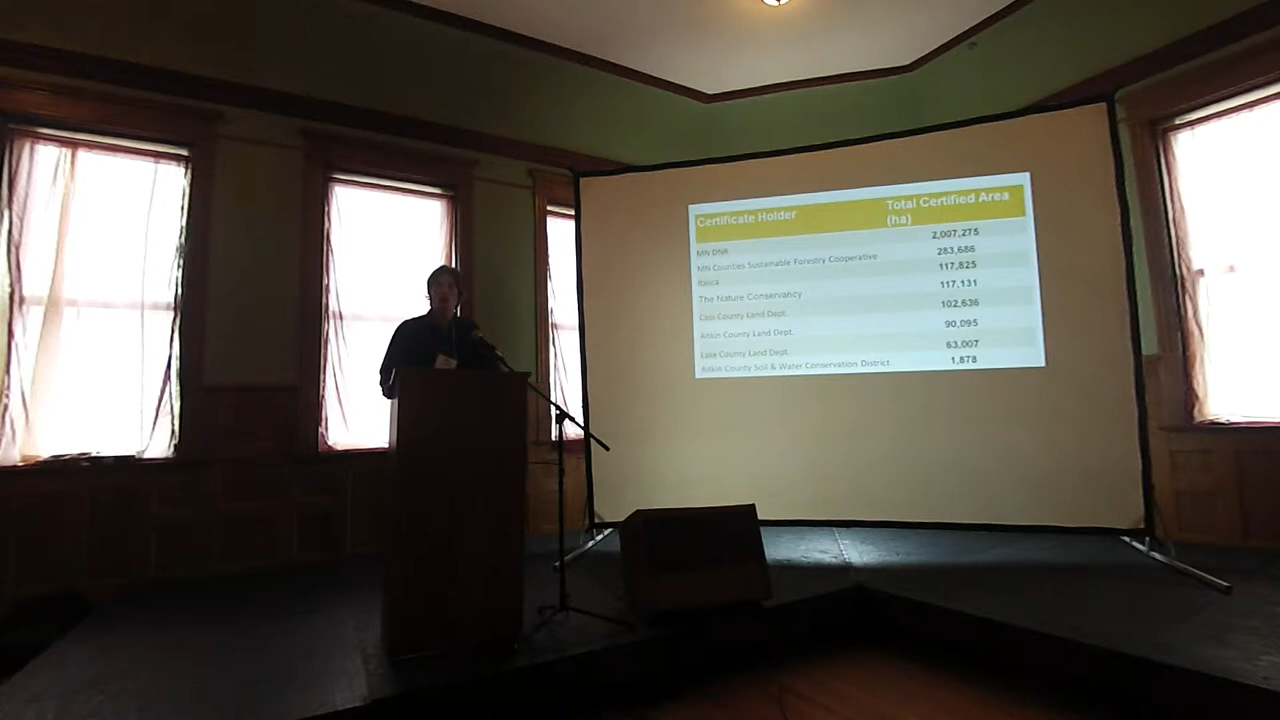 Certificate Holder Total Certified Area
(ha)
MN DNR 2,007,275
MN Counties Sustainable Forestry Cooperative 283,686
Itasca 117,825
The Nature Conservancy 117,131
Cass County Land Dept. 102,636
Aitkin County Land Dept. 90,095
Lake County Land Dept. 63,007
Aitkin County Soil & Water Conservation District 1,878